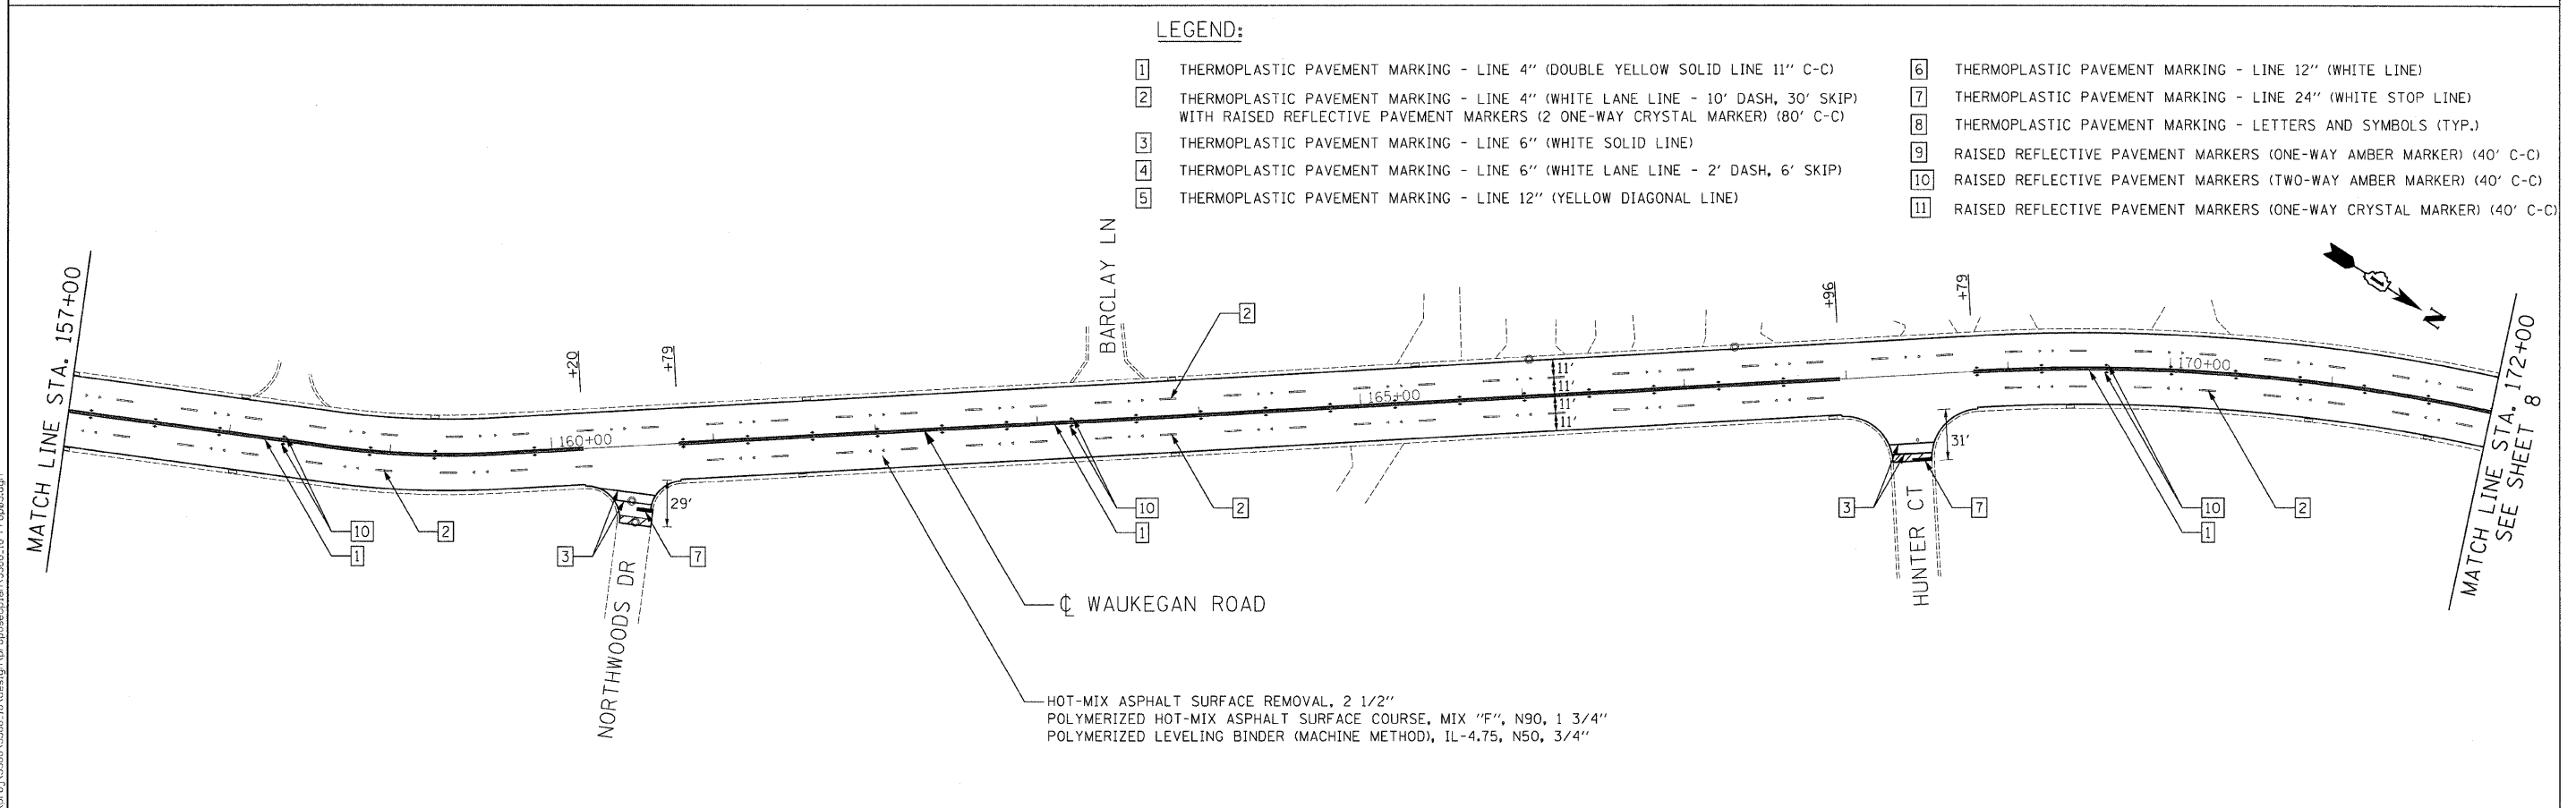 LEGEND:
1 THERMOPLASTIC PAVEMENT MARKING - LINE 4" (DOUBLE YELLOW SOLID LINE 11" C-C)
2 THERMOPLASTIC PAVEMENT MARKING - LINE 4" (WHITE LANE LINE - 10' DASH, 30' SKIP)
WITH RAISED REFLECTIVE PAVEMENT MARKERS (2 ONE-WAY CRYSTAL MARKER) (80' C-C)
3 THERMOPLASTIC PAVEMENT MARKING - LINE 6" (WHITE SOLID LINE)
4 THERMOPLASTIC PAVEMENT MARKING - LINE 6" (WHITE LANE LINE - 2' DASH, 6' SKIP)
5 THERMOPLASTIC PAVEMENT MARKING - LINE 12" (YELLOW DIAGONAL LINE)
6 THERMOPLASTIC PAVEMENT MARKING - LINE 12" (WHITE LINE)
7 THERMOPLASTIC PAVEMENT MARKING - LINE 24" (WHITE STOP LINE)
8 THERMOPLASTIC PAVEMENT MARKING - LETTERS AND SYMBOLS (TYP.)
9 RAISED REFLECTIVE PAVEMENT MARKERS (ONE-WAY AMBER MARKER) (40' C-C)
10 RAISED REFLECTIVE PAVEMENT MARKERS (TWO-WAY AMBER MARKER) (40' C-C)
11 RAISED REFLECTIVE PAVEMENT MARKERS (ONE-WAY CRYSTAL MARKER) (40' C-C)
MATCH LINE STA. 157+00
+20
+79
BARCLAY LN
2
+96
+79
N
160+00
165+00
170+00
11'
11'
11'
11'
10
1
2
3
29'
7
NORTHWOODS DR
10
1
2
3
31'
7
HUNTER CT
10
1
2
MATCH LINE STA. 172+00
SEE SHEET 8
℄ WAUKEGAN ROAD
HOT-MIX ASPHALT SURFACE REMOVAL, 2 1/2"
POLYMERIZED HOT-MIX ASPHALT SURFACE COURSE, MIX "F", N90, 1 3/4"
POLYMERIZED LEVELING BINDER (MACHINE METHOD), IL-4.75, N50, 3/4"